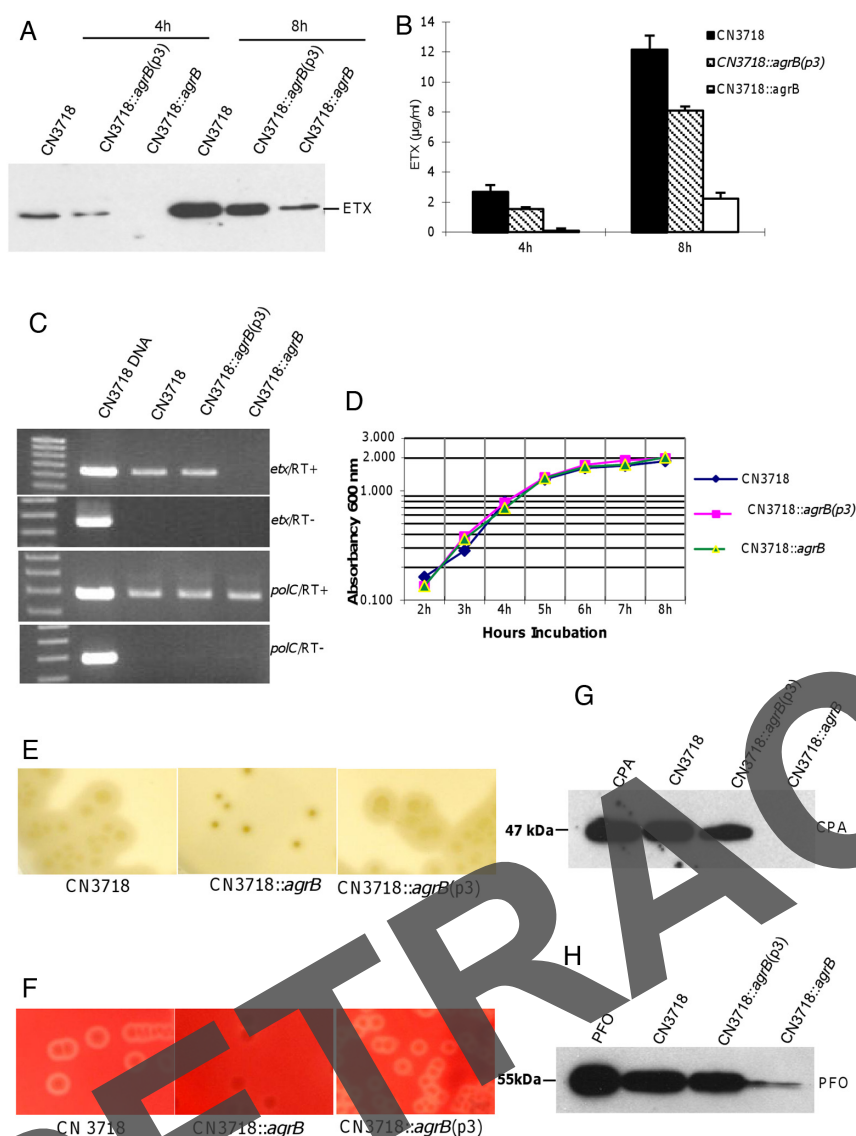 A
4h
8h
CN3718
CN3718::agrB(p3)
CN3718::agrB
CN3718
CN3718::agrB(p3)
CN3718::agrB
ETX
B
14
12
10
8
6
4
2
0
ETX (µg/ml)
4h
8h
CN3718
CN3718::agrB(p3)
CN3718::agrB
C
CN3718 DNA
CN3718
CN3718::agrB(p3)
CN3718::agrB
etx/RT+
etx/RT-
polC/RT+
polC/RT-
D
Absorbancy 600 nm
3.000
2.000
1.000
0.100
2h 3h 4h 5h 6h 7h 8h
Hours Incubation
CN3718
CN3718::agrB(p3)
CN3718::agrB
E
CN3718
CN3718::agrB
CN3718::agrB(p3)
F
CN 3718
CN3718::agrB
CN3718::agrB(p3)
G
CPA
CN3718
CN3718::agrB(p3)
CN3718::agrB
47 kDa
CPA
H
PFO
CN3718
CN3718::agrB(p3)
CN3718::agrB
55kDa
PFO
RETRAC